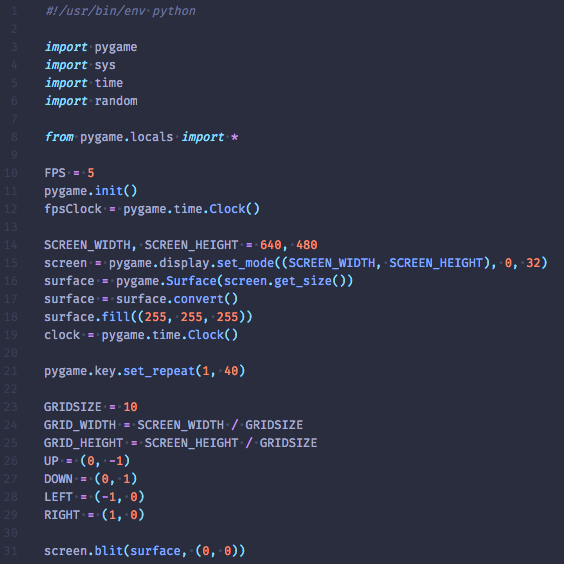 1 #!/usr/bin/env python
2
3 import pygame
4 import sys
5 import time
6 import random
7
8 from pygame.locals import *
9
10 FPS = 5
11 pygame.init()
12 fpsClock = pygame.time.Clock()
13
14 SCREEN_WIDTH, SCREEN_HEIGHT = 640, 480
15 screen = pygame.display.set_mode((SCREEN_WIDTH, SCREEN_HEIGHT), 0, 32)
16 surface = pygame.Surface(screen.get_size())
17 surface = surface.convert()
18 surface.fill((255, 255, 255))
19 clock = pygame.time.Clock()
20
21 pygame.key.set_repeat(1, 40)
22
23 GRIDSIZE = 10
24 GRID_WIDTH = SCREEN_WIDTH / GRIDSIZE
25 GRID_HEIGHT = SCREEN_HEIGHT / GRIDSIZE
26 UP = (0, -1)
27 DOWN = (0, 1)
28 LEFT = (-1, 0)
29 RIGHT = (1, 0)
30
31 screen.blit(surface, (0, 0))